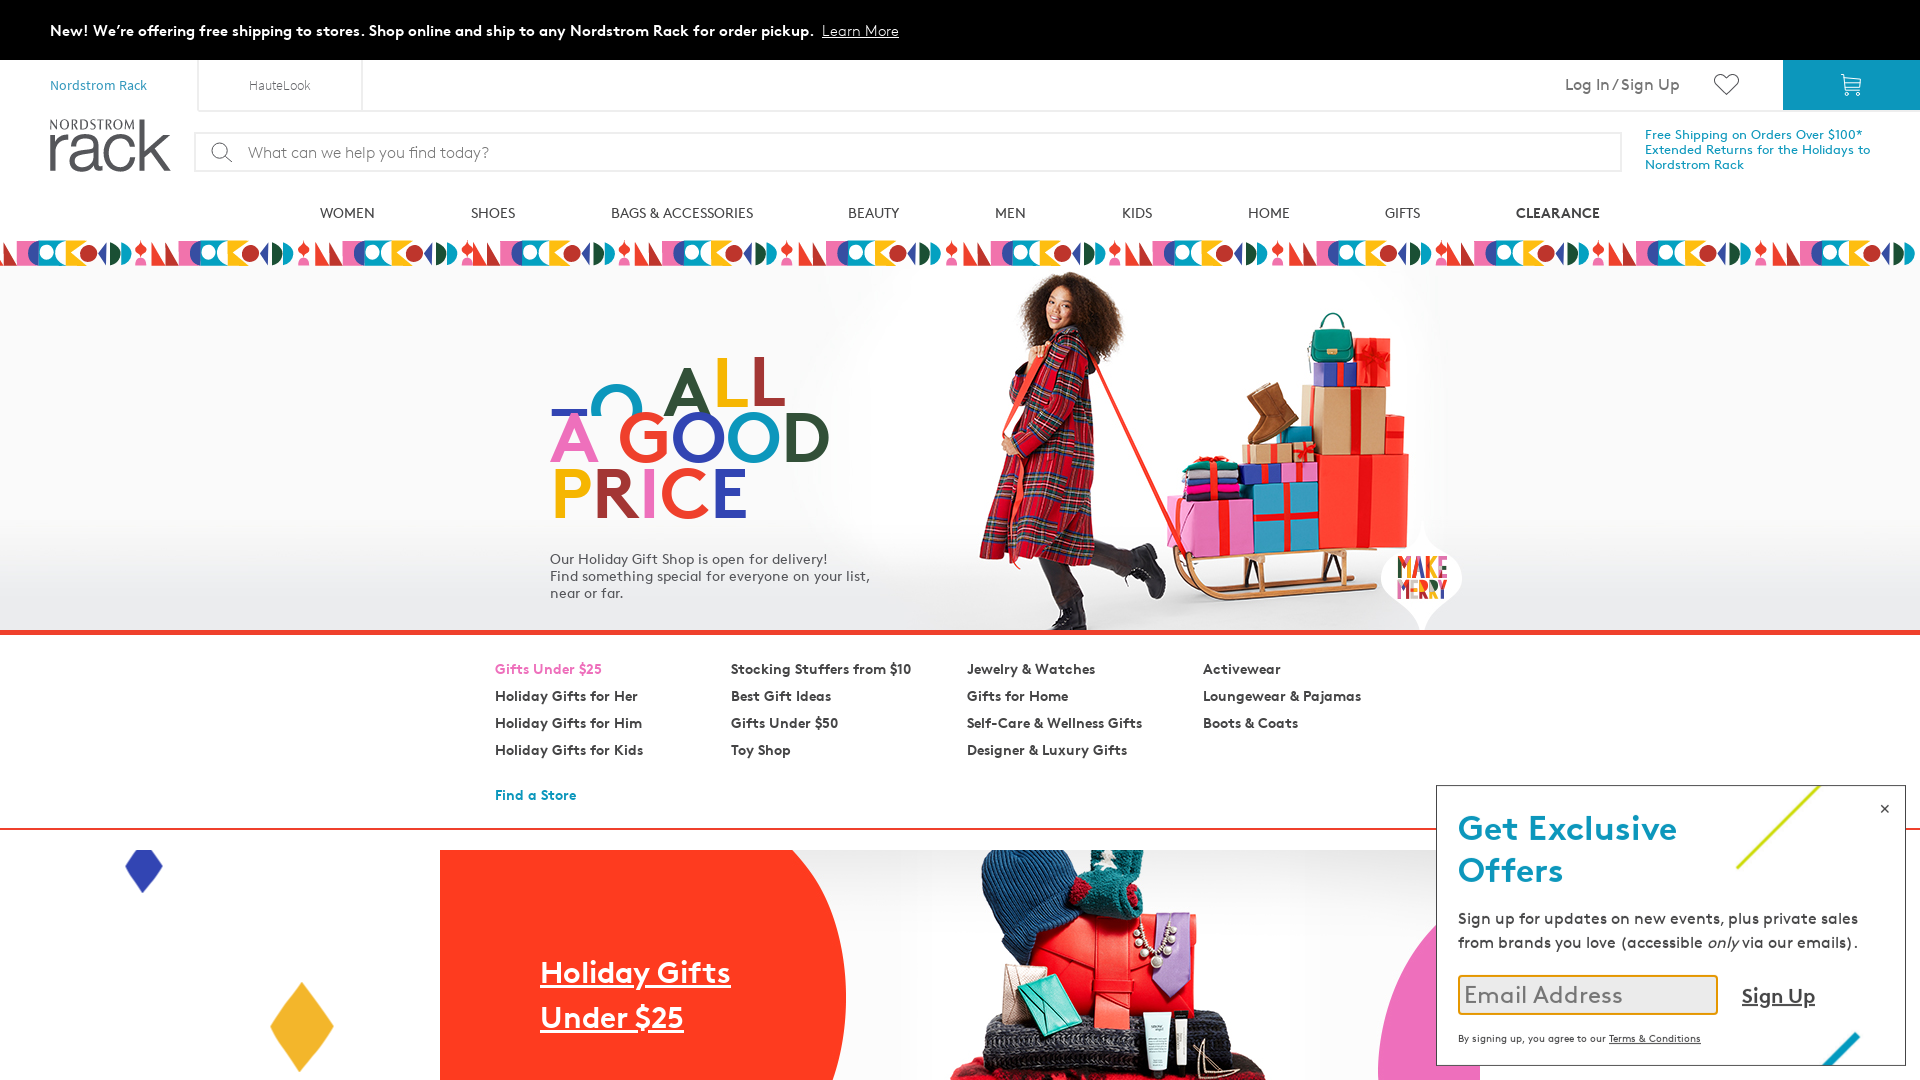 New! We're offering free shipping to stores. Shop online and ship to any Nordstrom Rack for order pickup. Learn More
Nordstrom Rack
HauteLook
Log In / Sign Up
NORDSTROM
rack
What can we help you find today?
Free Shipping on Orders Over $100*
Extended Returns for the Holidays to
Nordstrom Rack
WOMEN
SHOES
BAGS & ACCESSORIES
BEAUTY
MEN
KIDS
HOME
GIFTS
CLEARANCE
ALL
A GOOD
PRICE
Our Holiday Gift Shop is open for delivery!
Find something special for everyone on your list,
near or far.
MAKE
MERRY
Gifts Under $25
Holiday Gifts for Her
Holiday Gifts for Him
Holiday Gifts for Kids
Stocking Stuffers from $10
Best Gift Ideas
Gifts Under $50
Toy Shop
Jewelry & Watches
Gifts for Home
Self-Care & Wellness Gifts
Designer & Luxury Gifts
Activewear
Loungewear & Pajamas
Boots & Coats
Find a Store
Holiday Gifts
Under $25
×
Get Exclusive
Offers
Sign up for updates on new events, plus private sales
from brands you love (accessible only via our emails).
Email Address
Sign Up
By signing up, you agree to our Terms & Conditions